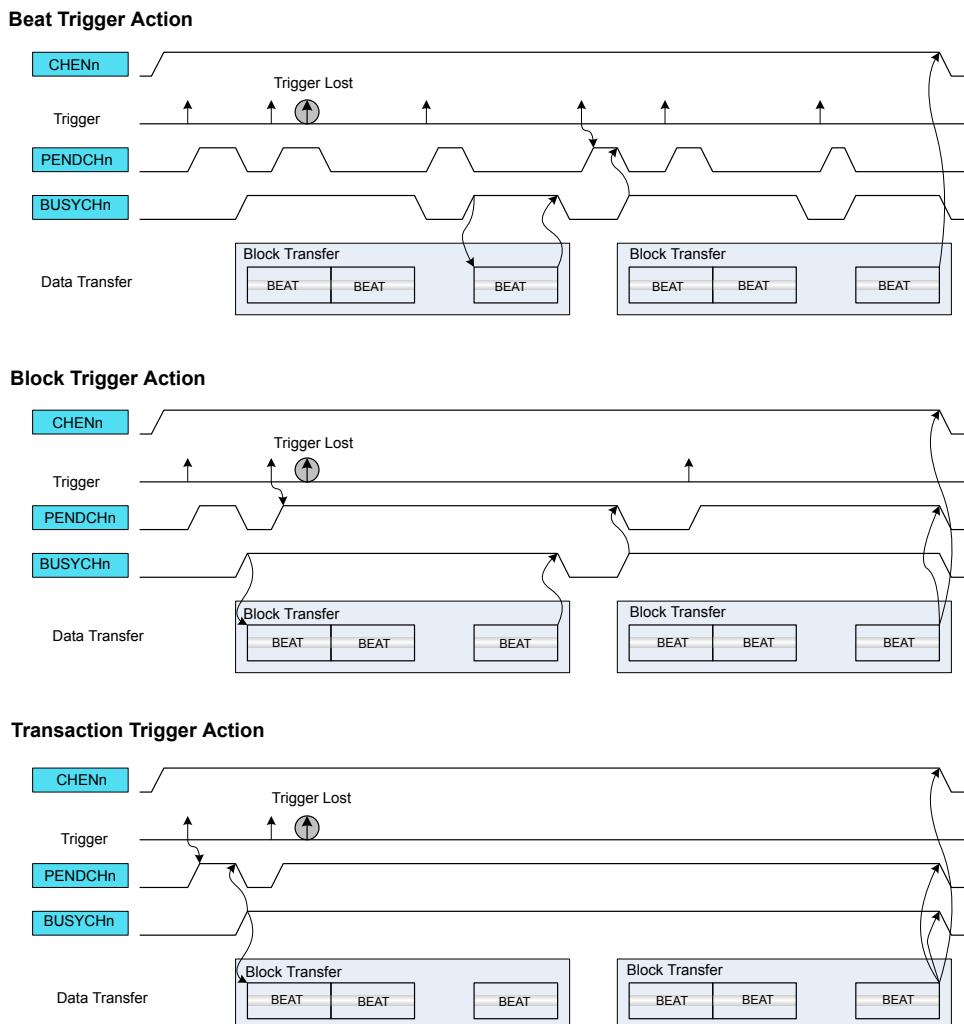 Beat Trigger Action
CHENn
Trigger Lost
Trigger
PENDCHn
BUSYCHn
Block Transfer
Block Transfer
Data Transfer
BEAT
BEAT
BEAT
BEAT
BEAT
BEAT
Block Trigger Action
CHENn
Trigger Lost
Trigger
PENDCHn
BUSYCHn
Block Transfer
Block Transfer
Data Transfer
BEAT
BEAT
BEAT
BEAT
BEAT
BEAT
Transaction Trigger Action
CHENn
Trigger Lost
Trigger
PENDCHn
BUSYCHn
Block Transfer
Block Transfer
Data Transfer
BEAT
BEAT
BEAT
BEAT
BEAT
BEAT